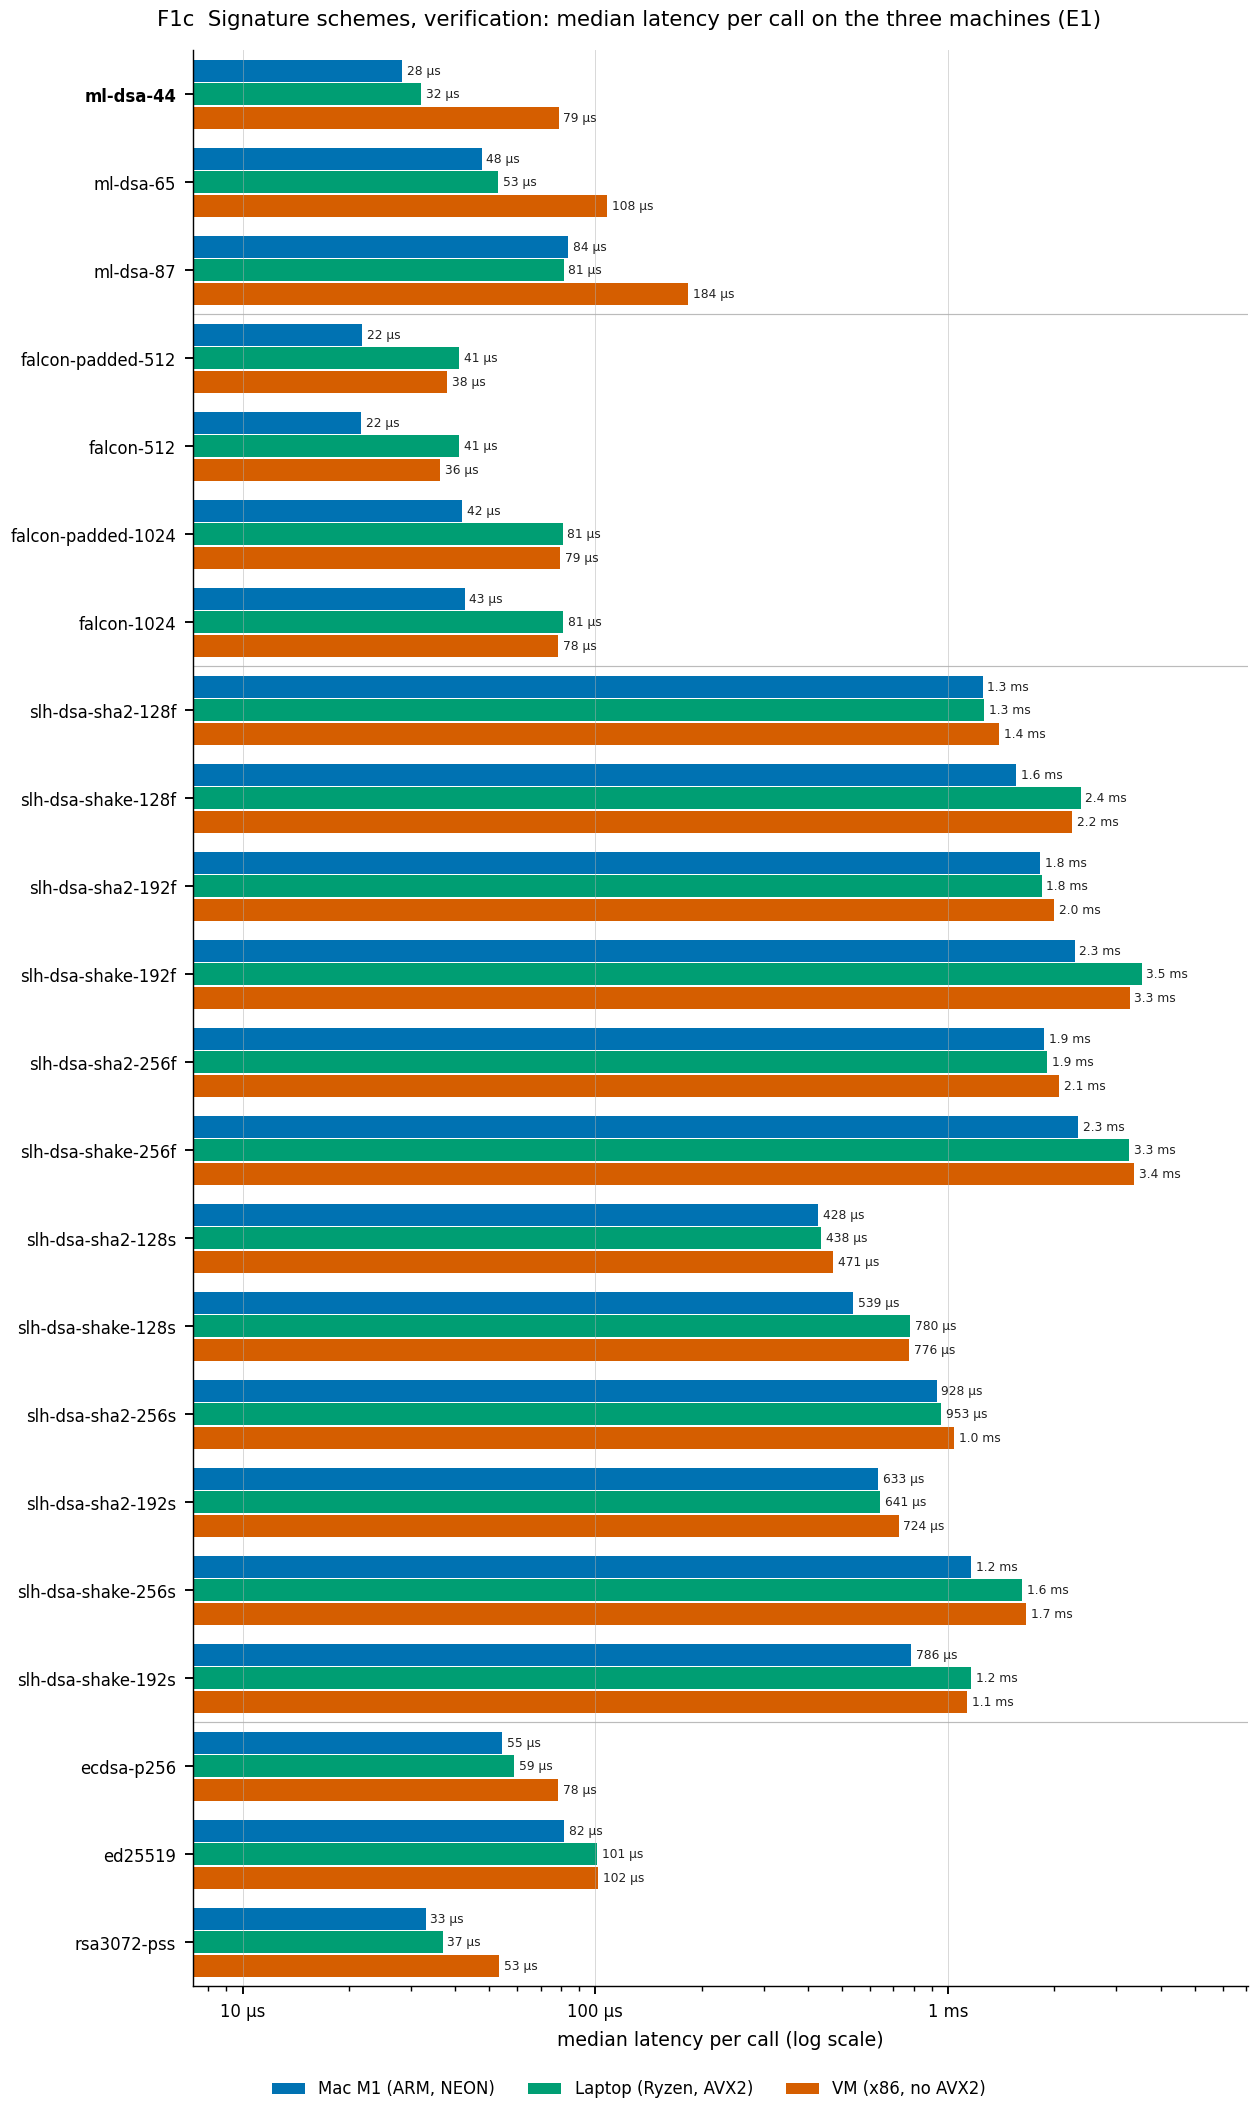 F1c  Signature schemes, verification: median latency per call on the three machines (E1)
ml-dsa-44
28 µs
32 µs
79 µs
ml-dsa-65
48 µs
53 µs
108 µs
ml-dsa-87
84 µs
81 µs
184 µs
falcon-padded-512
22 µs
41 µs
38 µs
falcon-512
22 µs
41 µs
36 µs
falcon-padded-1024
42 µs
81 µs
79 µs
falcon-1024
43 µs
81 µs
78 µs
slh-dsa-sha2-128f
1.3 ms
1.3 ms
1.4 ms
slh-dsa-shake-128f
1.6 ms
2.4 ms
2.2 ms
slh-dsa-sha2-192f
1.8 ms
1.8 ms
2.0 ms
slh-dsa-shake-192f
2.3 ms
3.5 ms
3.3 ms
slh-dsa-sha2-256f
1.9 ms
1.9 ms
2.1 ms
slh-dsa-shake-256f
2.3 ms
3.3 ms
3.4 ms
slh-dsa-sha2-128s
428 µs
438 µs
471 µs
slh-dsa-shake-128s
539 µs
780 µs
776 µs
slh-dsa-sha2-256s
928 µs
953 µs
1.0 ms
slh-dsa-sha2-192s
633 µs
641 µs
724 µs
slh-dsa-shake-256s
1.2 ms
1.6 ms
1.7 ms
slh-dsa-shake-192s
786 µs
1.2 ms
1.1 ms
ecdsa-p256
55 µs
59 µs
78 µs
ed25519
82 µs
101 µs
102 µs
rsa3072-pss
33 µs
37 µs
53 µs
10 µs 100 µs 1 ms
median latency per call (log scale)
Mac M1 (ARM, NEON) Laptop (Ryzen, AVX2) VM (x86, no AVX2)